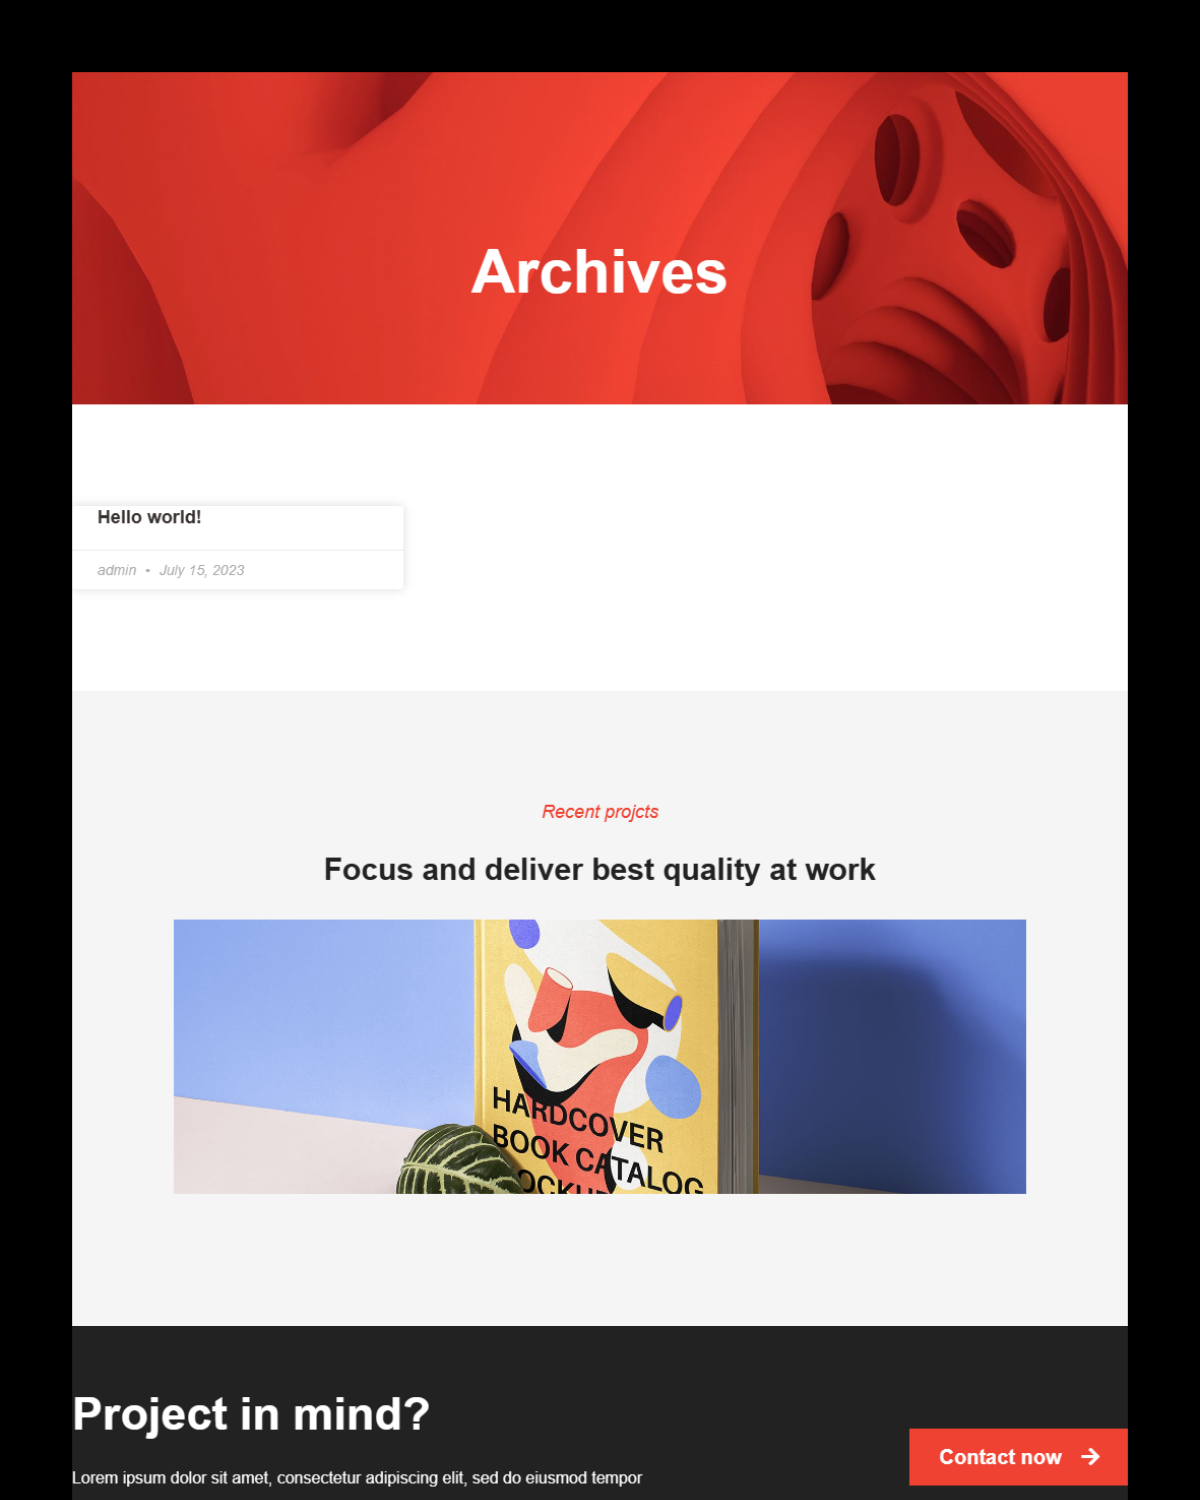 Archives
Hello world!
admin • July 15, 2023
Recent projcts
Focus and deliver best quality at work
HARDCOVER
BOOK CATALOG
Project in mind?
Contact now
Lorem ipsum dolor sit amet, consectetur adipiscing elit, sed do eiusmod tempor